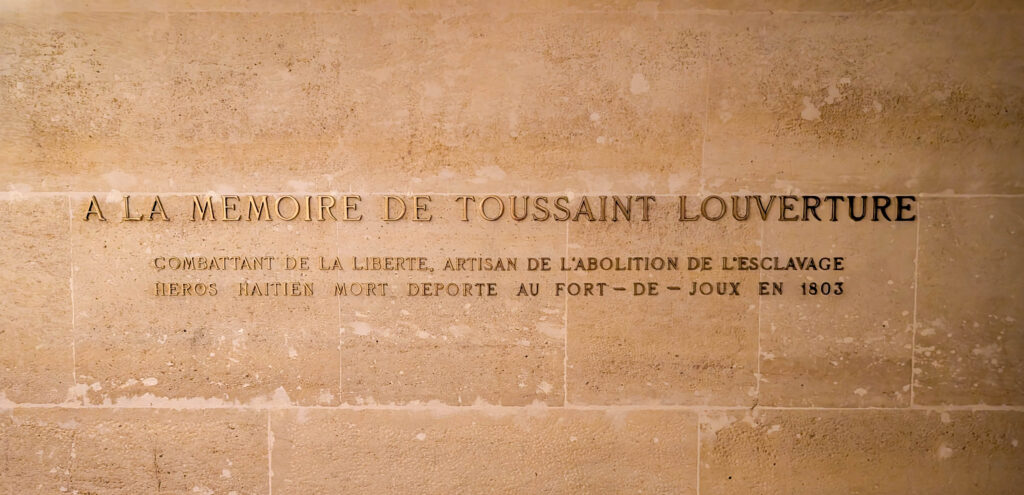 A LA MEMOIRE DE TOUSSAINT LOUVERTURE
COMBATTANT DE LA LIBERTE, ARTISAN DE L'ABOLITION DE L'ESCLAVAGE
HEROS HAITIEN MORT DEPORTE AU FORT-DE-JOUX EN 1803